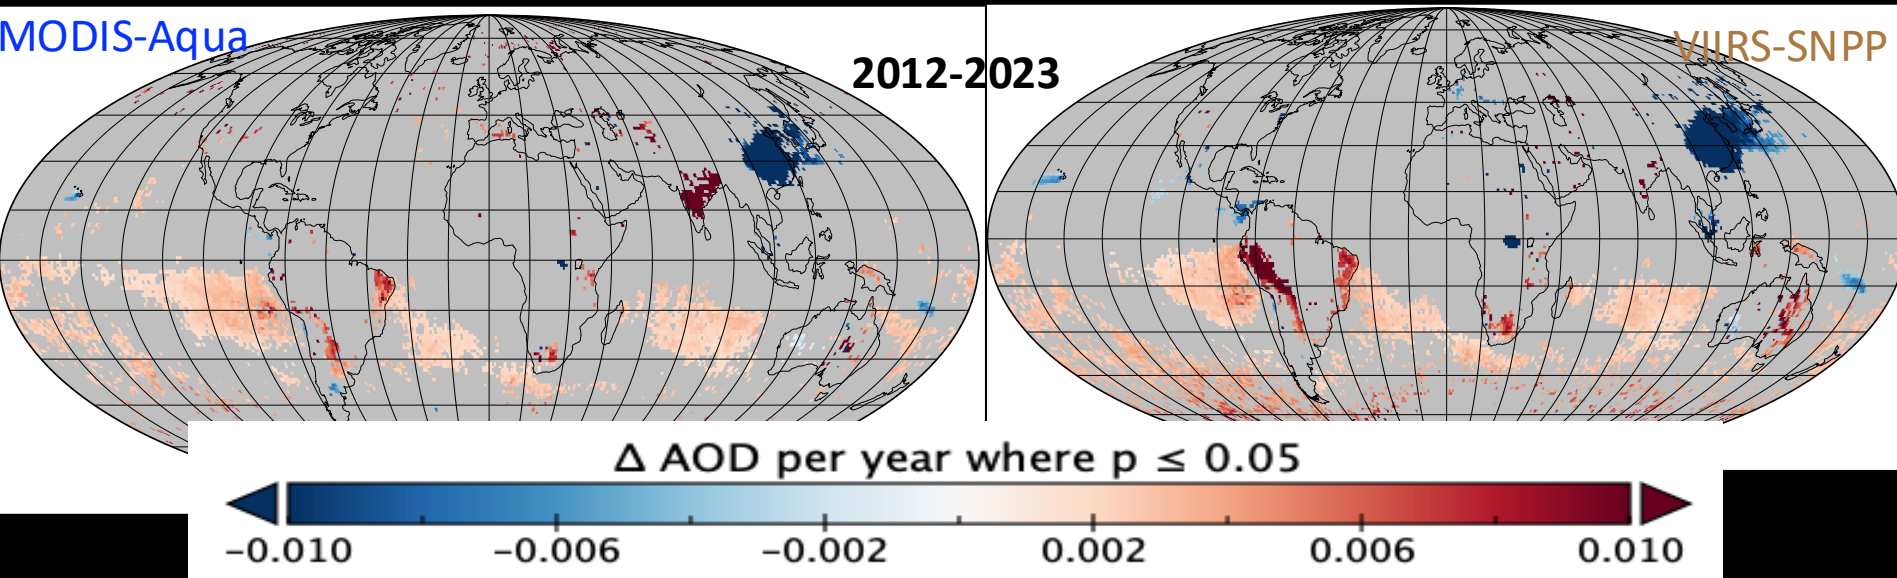 MODIS-Aqua
VIIRS-SNPP
2012-2023
Δ AOD per year where p ≤ 0.05
−0.010 −0.006 −0.002 0.002 0.006 0.010